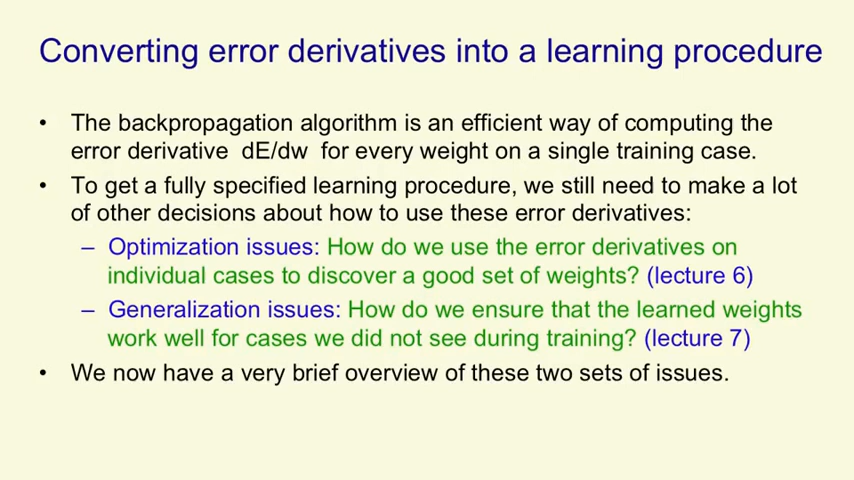 Converting error derivatives into a learning procedure
• The backpropagation algorithm is an efficient way of computing the
error derivative dE/dw for every weight on a single training case.
• To get a fully specified learning procedure, we still need to make a lot
of other decisions about how to use these error derivatives:
– Optimization issues: How do we use the error derivatives on
individual cases to discover a good set of weights? (lecture 6)
– Generalization issues: How do we ensure that the learned weights
work well for cases we did not see during training? (lecture 7)
• We now have a very brief overview of these two sets of issues.